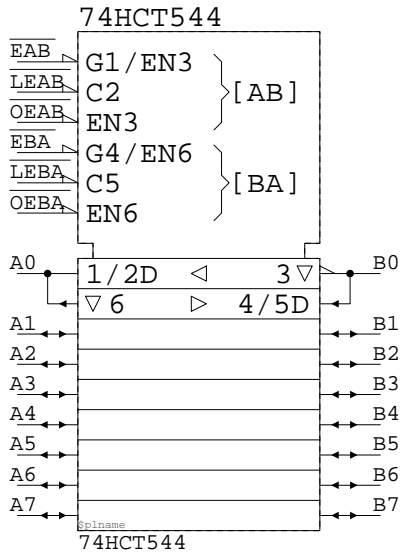 74HCT544
EAB G1/EN3
LEAB C2 [AB]
OEAB EN3
EBA G4/EN6
LEBA C5 [BA]
OEBA EN6
A0 1/2D ◁ 3 ▽ B0
▽ 6 ▷ 4/5D
A1 B1
A2 B2
A3 B3
A4 B4
A5 B5
A6 B6
A7 B7
$plname
74HCT544